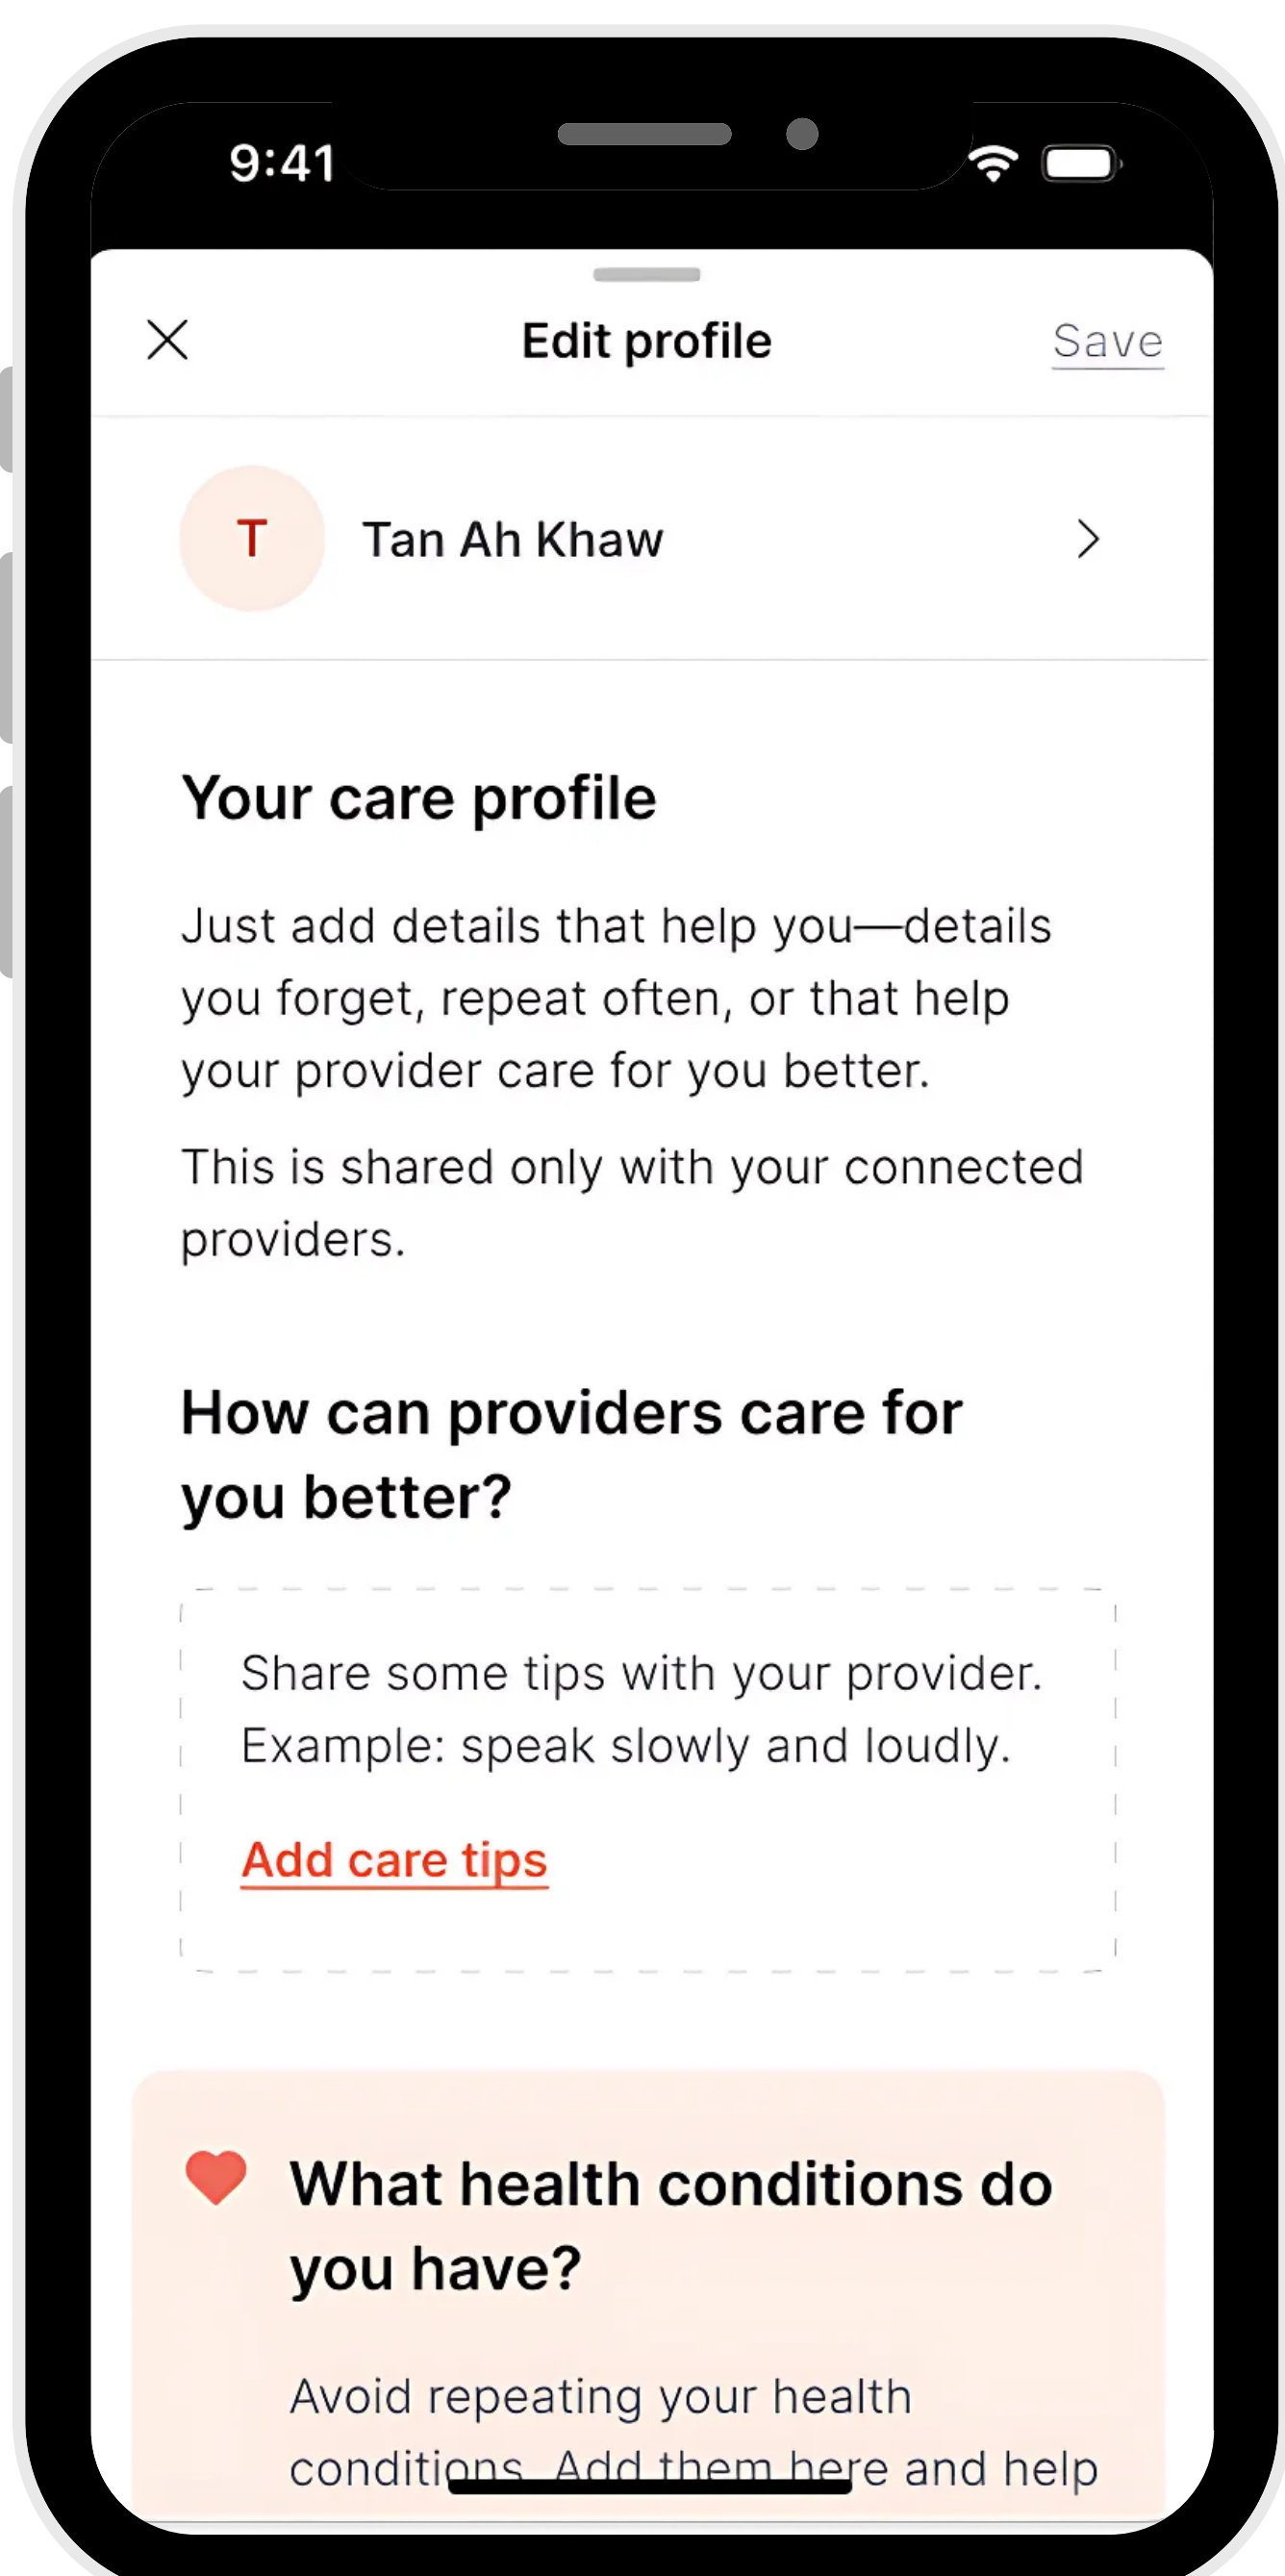 9:41
Edit profile
Save
T
Tan Ah Khaw
Your care profile
Just add details that help you—details
you forget, repeat often, or that help
your provider care for you better.
This is shared only with your connected
providers.
How can providers care for
you better?
Share some tips with your provider.
Example: speak slowly and loudly.
Add care tips
What health conditions do
you have?
Avoid repeating your health
conditions. Add them here and help